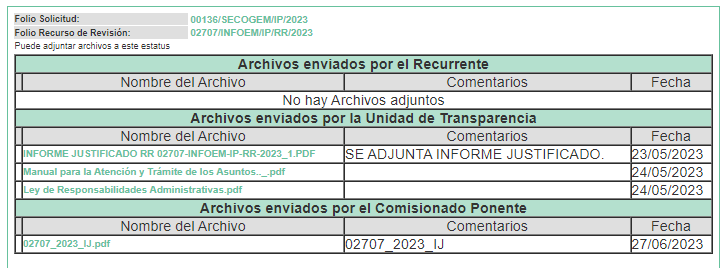 Folio Solicitud: 00136/SECOGEM/IP/2023
Folio Recurso de Revisión: 02707/INFOEM/IP/RR/2023
Puede adjuntar archivos a este estatus
Archivos enviados por el Recurrente
Nombre del Archivo Comentarios Fecha
No hay Archivos adjuntos
Archivos enviados por la Unidad de Transparencia
Nombre del Archivo Comentarios Fecha
INFORME JUSTIFICADO RR 02707-INFOEM-IP-RR-2023_1.PDF SE ADJUNTA INFORME JUSTIFICADO. 23/05/2023
Manual para la Atención y Trámite de los Asuntos.._.pdf 24/05/2023
Ley de Responsabilidades Administrativas.pdf 24/05/2023
Archivos enviados por el Comisionado Ponente
Nombre del Archivo Comentarios Fecha
02707_2023_IJ.pdf 02707_2023_IJ 27/06/2023